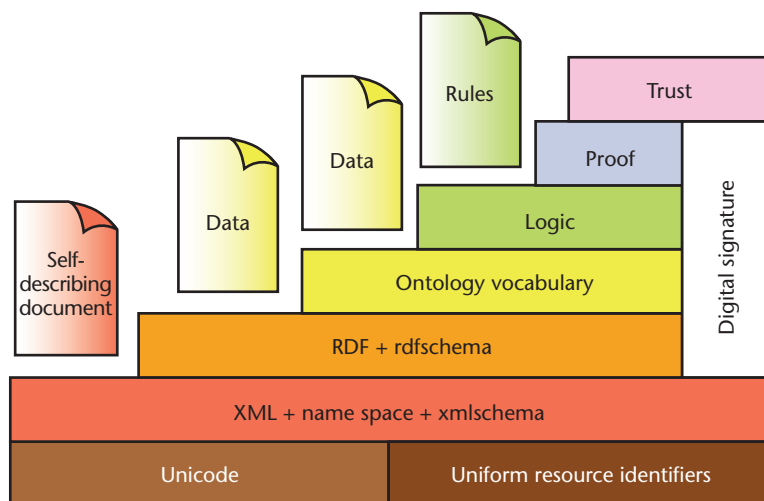 Rules
Trust
Data
Proof
Data
Logic
Self-
describing
document
Ontology vocabulary
Digital signature
RDF + rdfschema
XML + name space + xmlschema
Unicode
Uniform resource identifiers